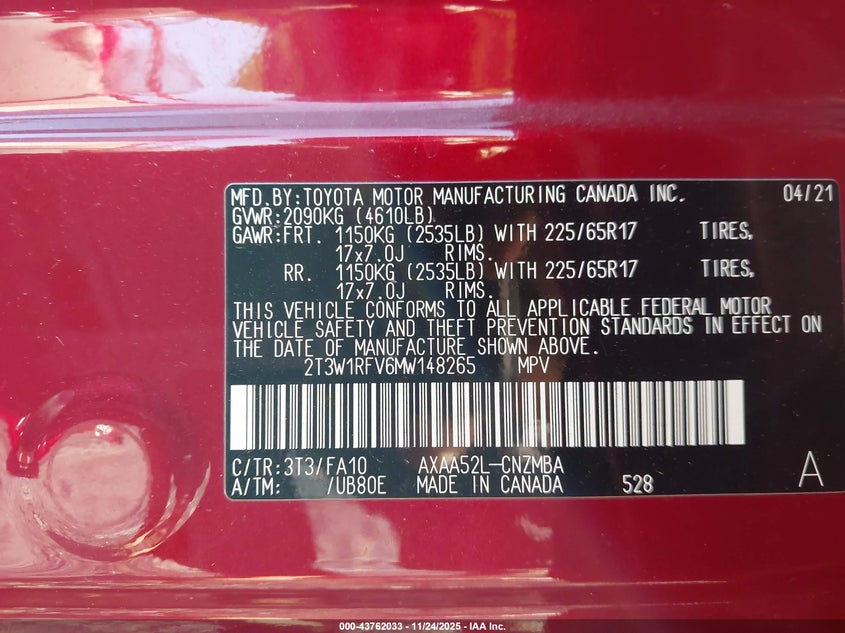 MFD.BY:TOYOTA MOTOR MANUFACTURING CANADA INC. 04/21
GVWR:2090KG (4610LB)
GAWR:FRT. 1150KG (2535LB) WITH 225/65R17 TIRES,
17x7.0J RIMS.
RR. 1150KG (2535LB) WITH 225/65R17 TIRES,
17x7.0J RIMS.
THIS VEHICLE CONFORMS TO ALL APPLICABLE FEDERAL MOTOR
VEHICLE SAFETY AND THEFT PREVENTION STANDARDS IN EFFECT ON
THE DATE OF MANUFACTURE SHOWN ABOVE.
2T3W1RFV6MW148265 MPV
C/TR:3T3/FA10 AXAA52L-CNZMBA A
A/TM: /UB80E MADE IN CANADA 528
000-43762033 - 11/24/2025 - IAA Inc.